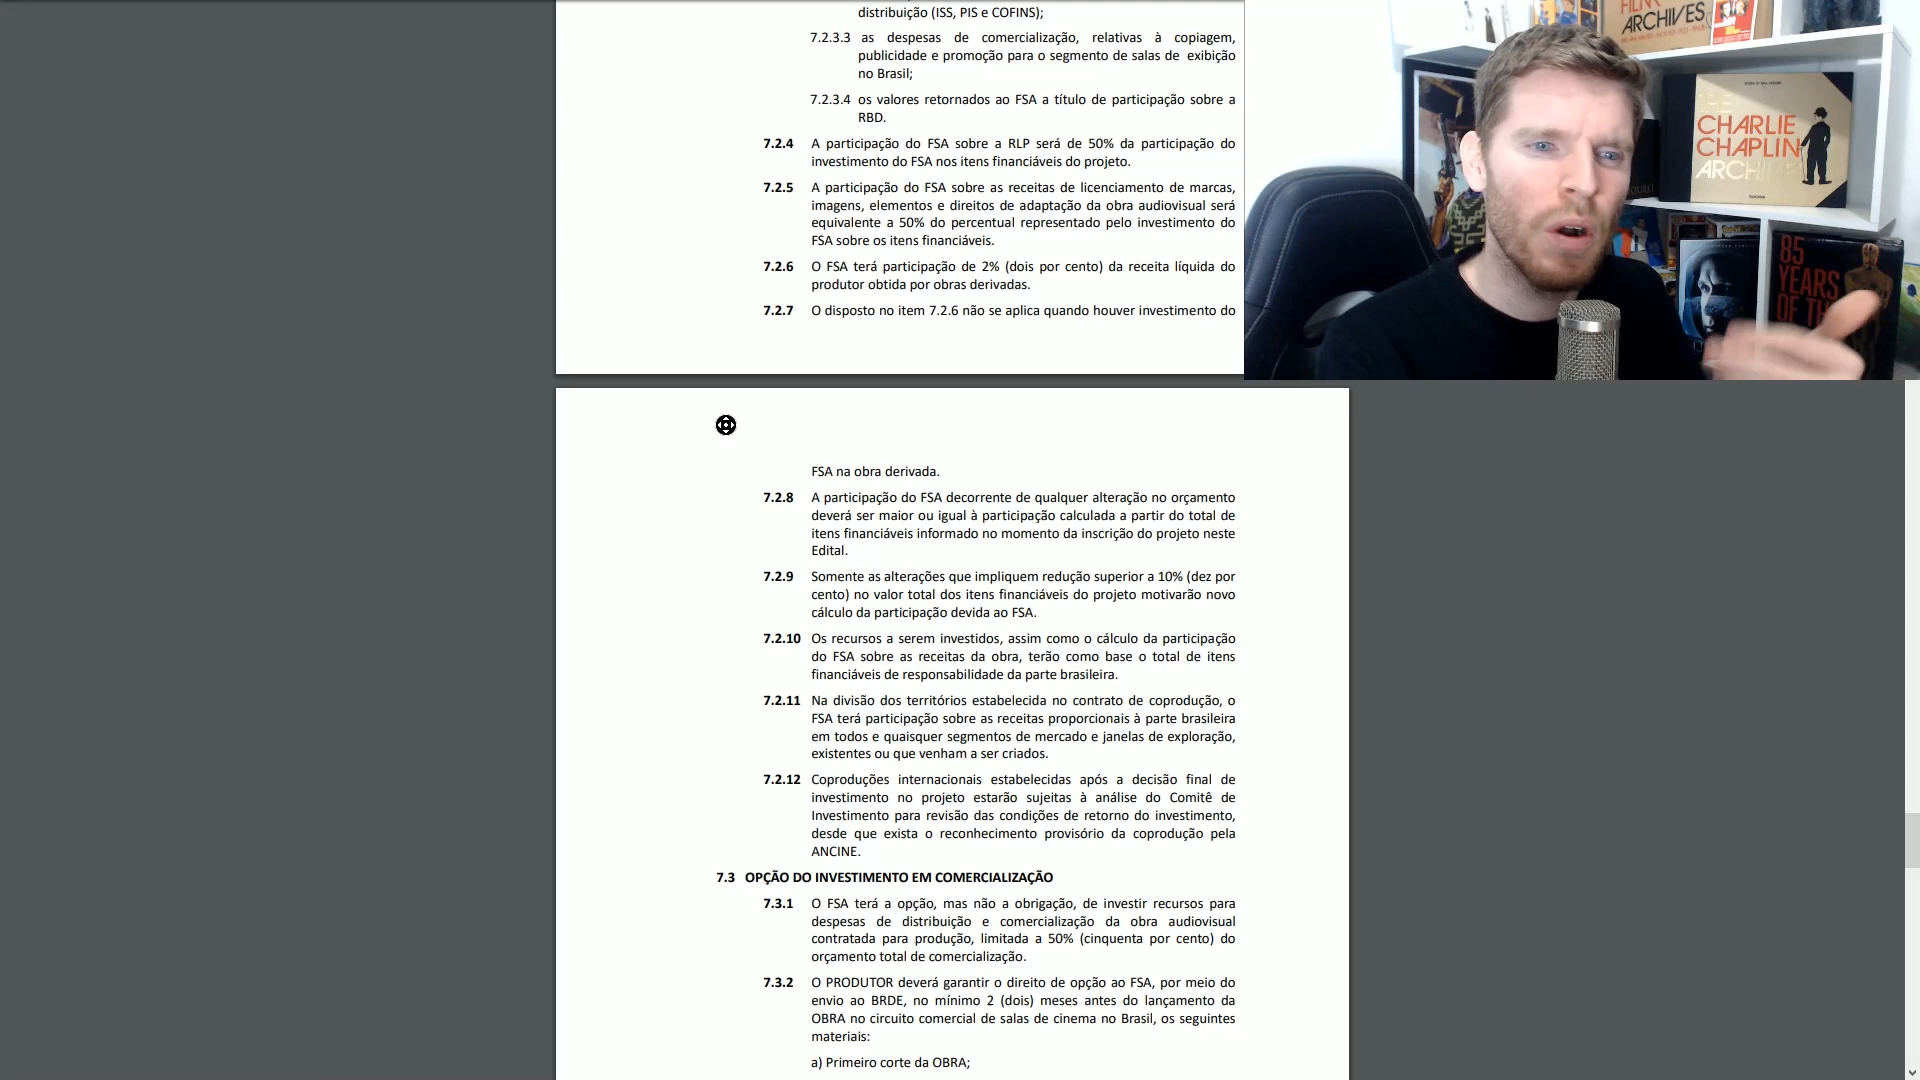 distribuição (ISS, PIS e COFINS);
7.2.3.3 as despesas de comercialização, relativas à copiagem,
publicidade e promoção para o segmento de salas de exibição
no Brasil;
7.2.3.4 os valores retornados ao FSA a título de participação sobre a
RBD.
7.2.4 A participação do FSA sobre a RLP será de 50% da participação do
investimento do FSA nos itens financiáveis do projeto.
7.2.5 A participação do FSA sobre as receitas de licenciamento de marcas,
imagens, elementos e direitos de adaptação da obra audiovisual será
equivalente a 50% do percentual representado pelo investimento do
FSA sobre os itens financiáveis.
7.2.6 O FSA terá participação de 2% (dois por cento) da receita líquida do
produtor obtida por obras derivadas.
7.2.7 O disposto no item 7.2.6 não se aplica quando houver investimento do
FSA na obra derivada.
7.2.8 A participação do FSA decorrente de qualquer alteração no orçamento
deverá ser maior ou igual à participação calculada a partir do total de
itens financiáveis informado no momento da inscrição do projeto neste
Edital.
7.2.9 Somente as alterações que impliquem redução superior a 10% (dez por
cento) no valor total dos itens financiáveis do projeto motivarão novo
cálculo da participação devida ao FSA.
7.2.10 Os recursos a serem investidos, assim como o cálculo da participação
do FSA sobre as receitas da obra, terão como base o total de itens
financiáveis de responsabilidade da parte brasileira.
7.2.11 Na divisão dos territórios estabelecida no contrato de coprodução, o
FSA terá participação sobre as receitas proporcionais à parte brasileira
em todos e quaisquer segmentos de mercado e janelas de exploração,
existentes ou que venham a ser criados.
7.2.12 Coproduções internacionais estabelecidas após a decisão final de
investimento no projeto estarão sujeitas à análise do Comitê de
Investimento para revisão das condições de retorno do investimento,
desde que exista o reconhecimento provisório da coprodução pela
ANCINE.
7.3 OPÇÃO DO INVESTIMENTO EM COMERCIALIZAÇÃO
7.3.1 O FSA terá a opção, mas não a obrigação, de investir recursos para
despesas de distribuição e comercialização da obra audiovisual
contratada para produção, limitada a 50% (cinquenta por cento) do
orçamento total de comercialização.
7.3.2 O PRODUTOR deverá garantir o direito de opção ao FSA, por meio do
envio ao BRDE, no mínimo 2 (dois) meses antes do lançamento da
OBRA no circuito comercial de salas de cinema no Brasil, os seguintes
materiais:
a) Primeiro corte da OBRA;
ARCHIVES
THE
CHARLIE
CHAPLIN
ARCHIVES
85
YEARS
OF THE